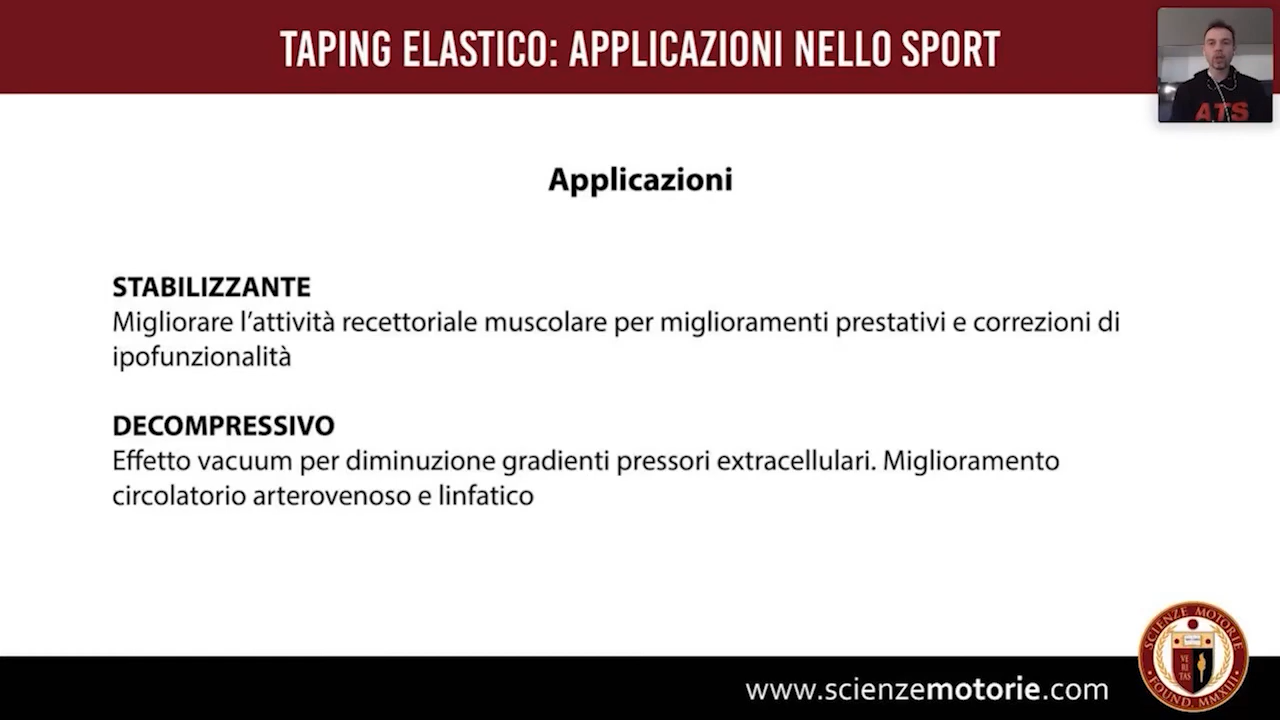 TAPING ELASTICO: APPLICAZIONI NELLO SPORT
ATS
Applicazioni
STABILIZZANTE
Migliorare l’attività recettoriale muscolare per miglioramenti prestativi e correzioni di
ipofunzionalità
DECOMPRESSIVO
Effetto vacuum per diminuzione gradienti pressori extracellulari. Miglioramento
circolatorio arterovenoso e linfatico
www.scienzemotorie.com
SCIENZE MOTORIE
VE
RI
TAS
FOUND. MMXIII